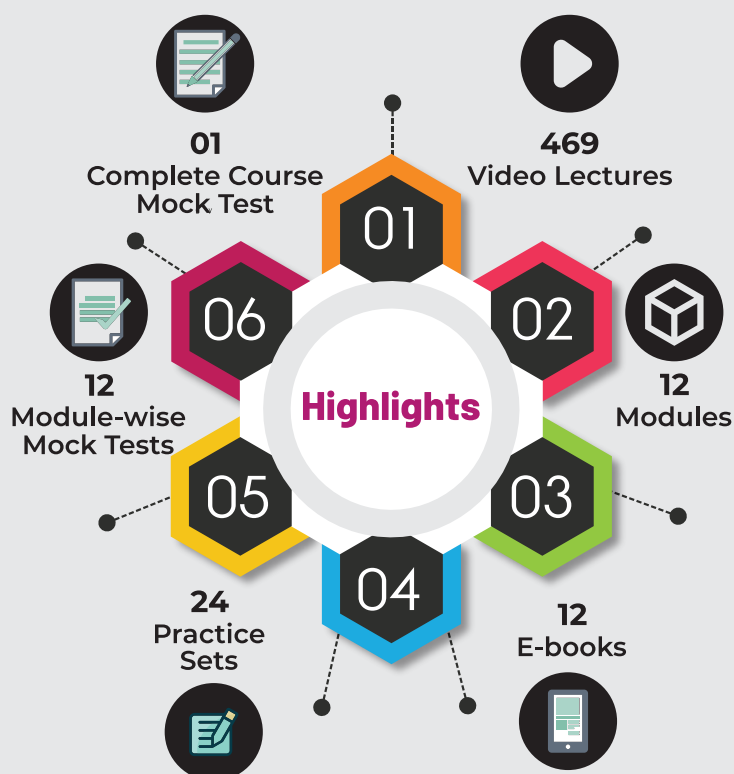 01
Complete Course
Mock Test
469
Video Lectures
01
06
02
12
Module-wise
Mock Tests
Highlights
12
Modules
05
03
04
24
Practice
Sets
12
E-books